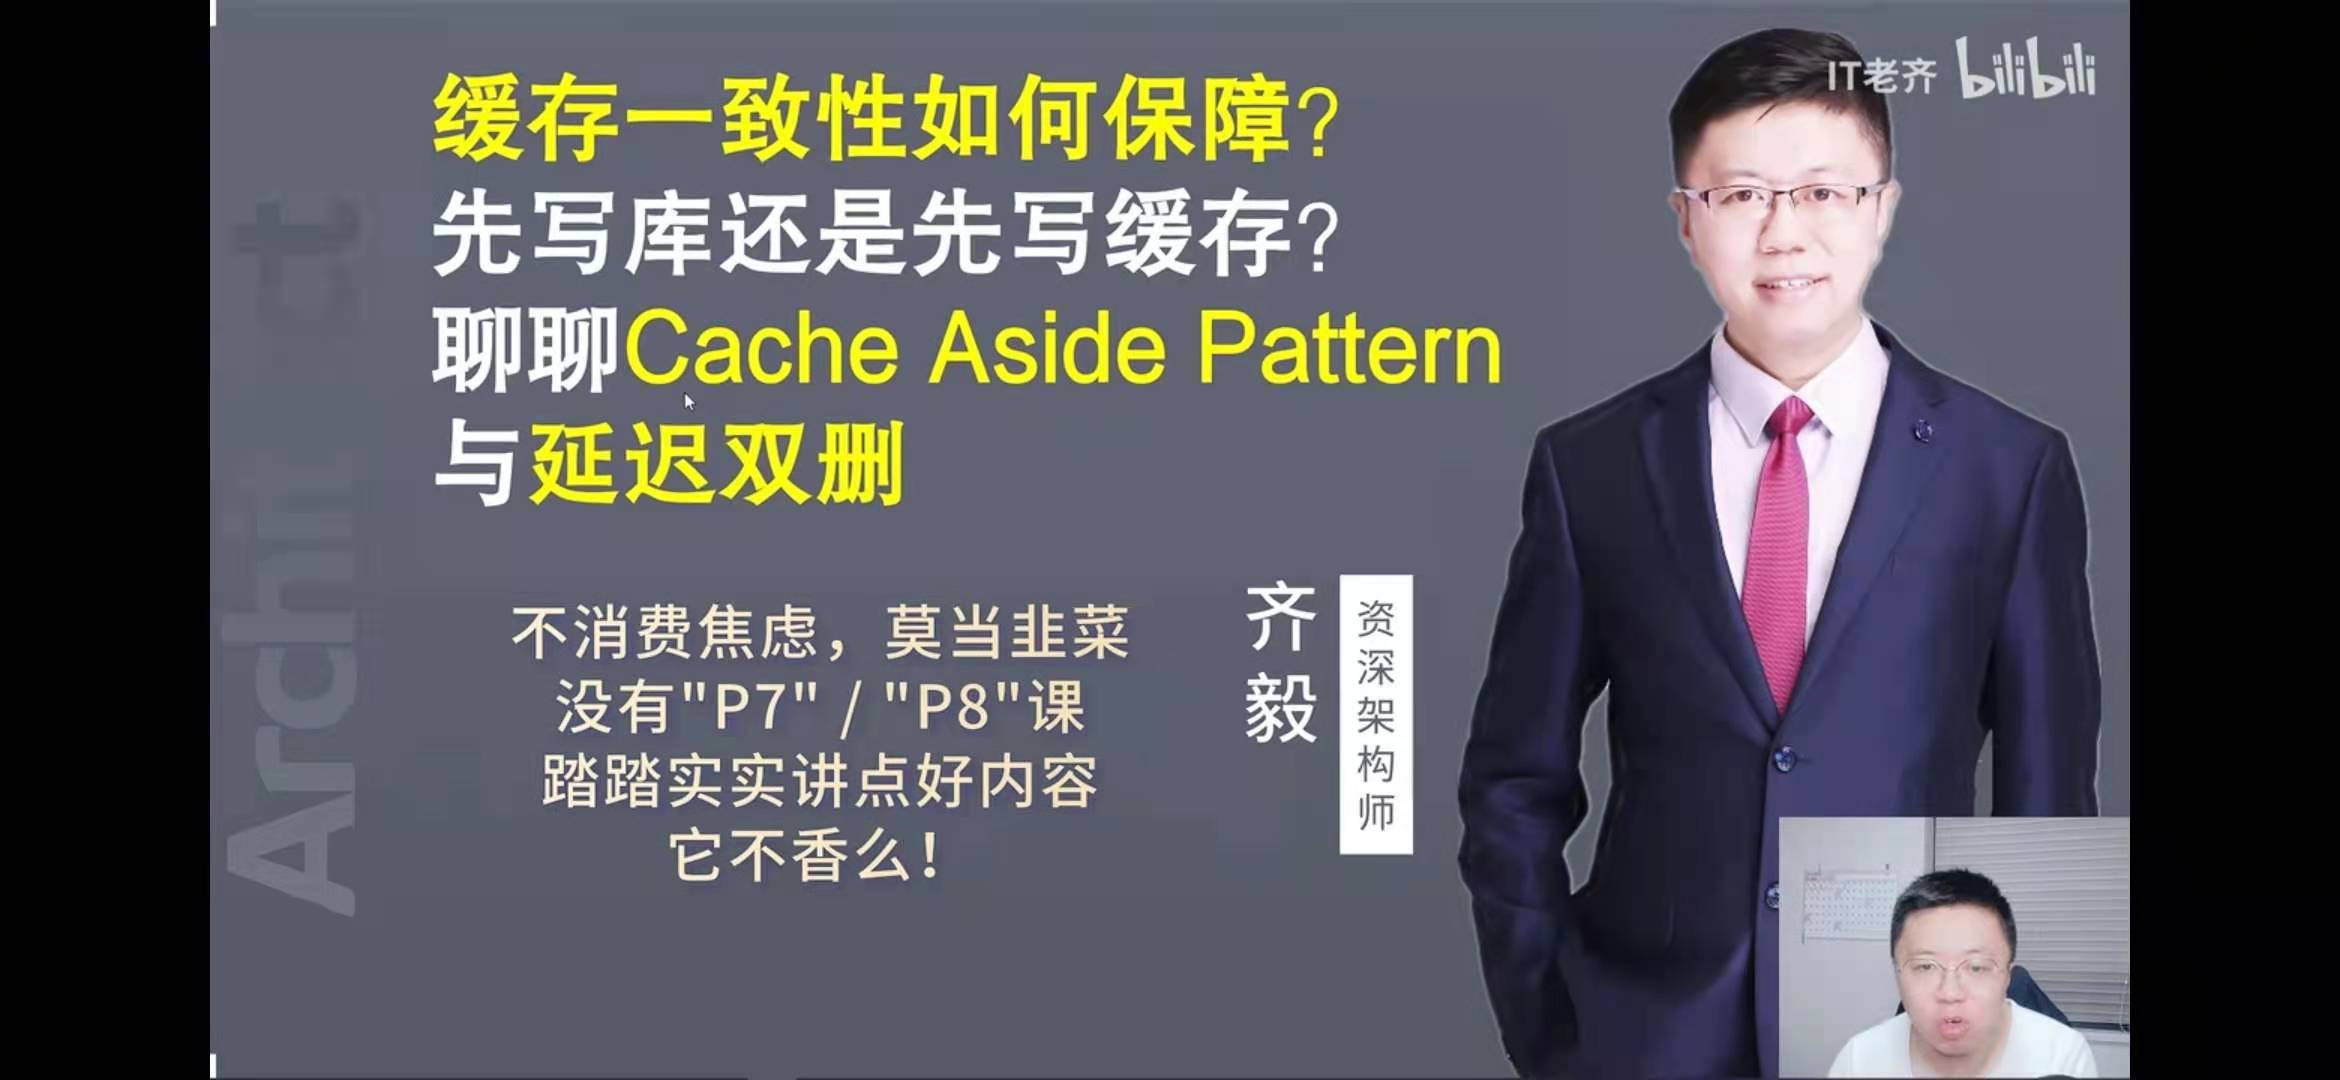 IT老齐 bilibili
缓存一致性如何保障?
先写库还是先写缓存?
聊聊Cache Aside Pattern
与延迟双删
不消费焦虑，莫当韭菜
没有"P7" / "P8"课
踏踏实实讲点好内容
它不香么！
齐毅
资深架构师